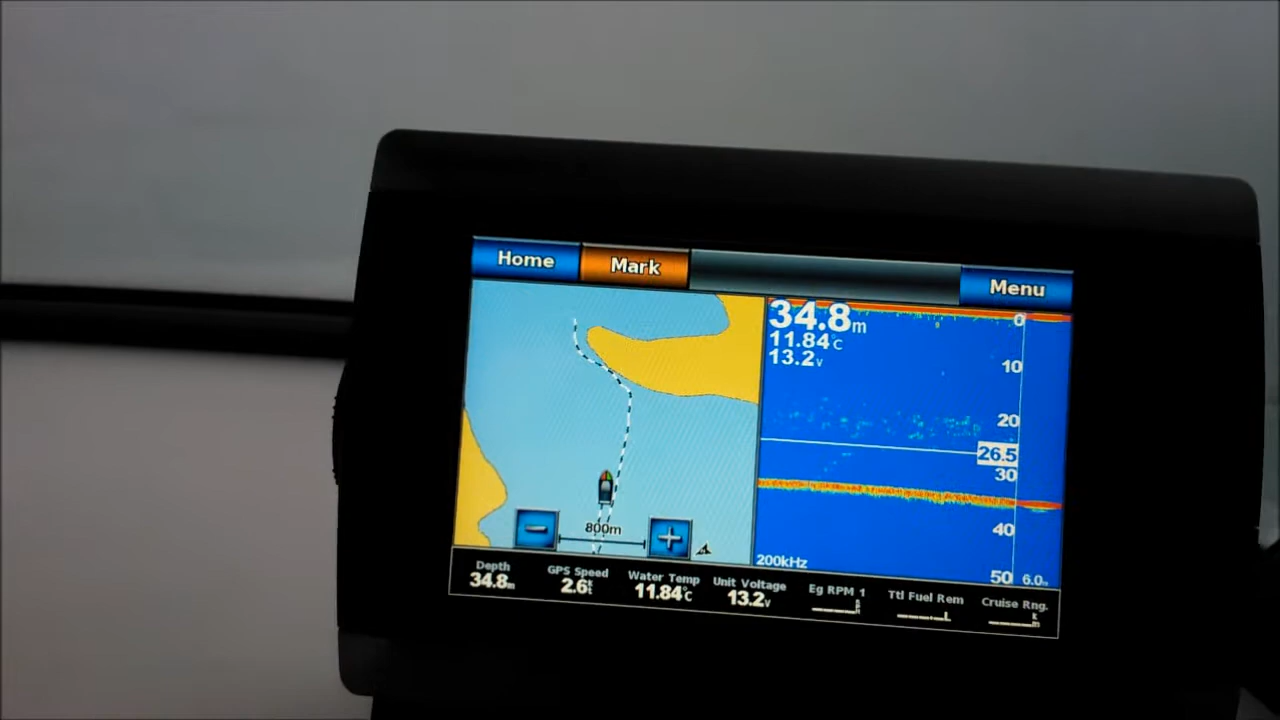 Home
Mark
Menu
34.8m
11.84°C
13.2v
0
10
20
26.5
30
40
50
200kHz
6.0
800m
Depth
34.8m
GPS Speed
2.6
Water Temp
11.84°C
Unit Voltage
13.2v
Eg RPM 1
Ttl Fuel Rem
Cruise Rng.